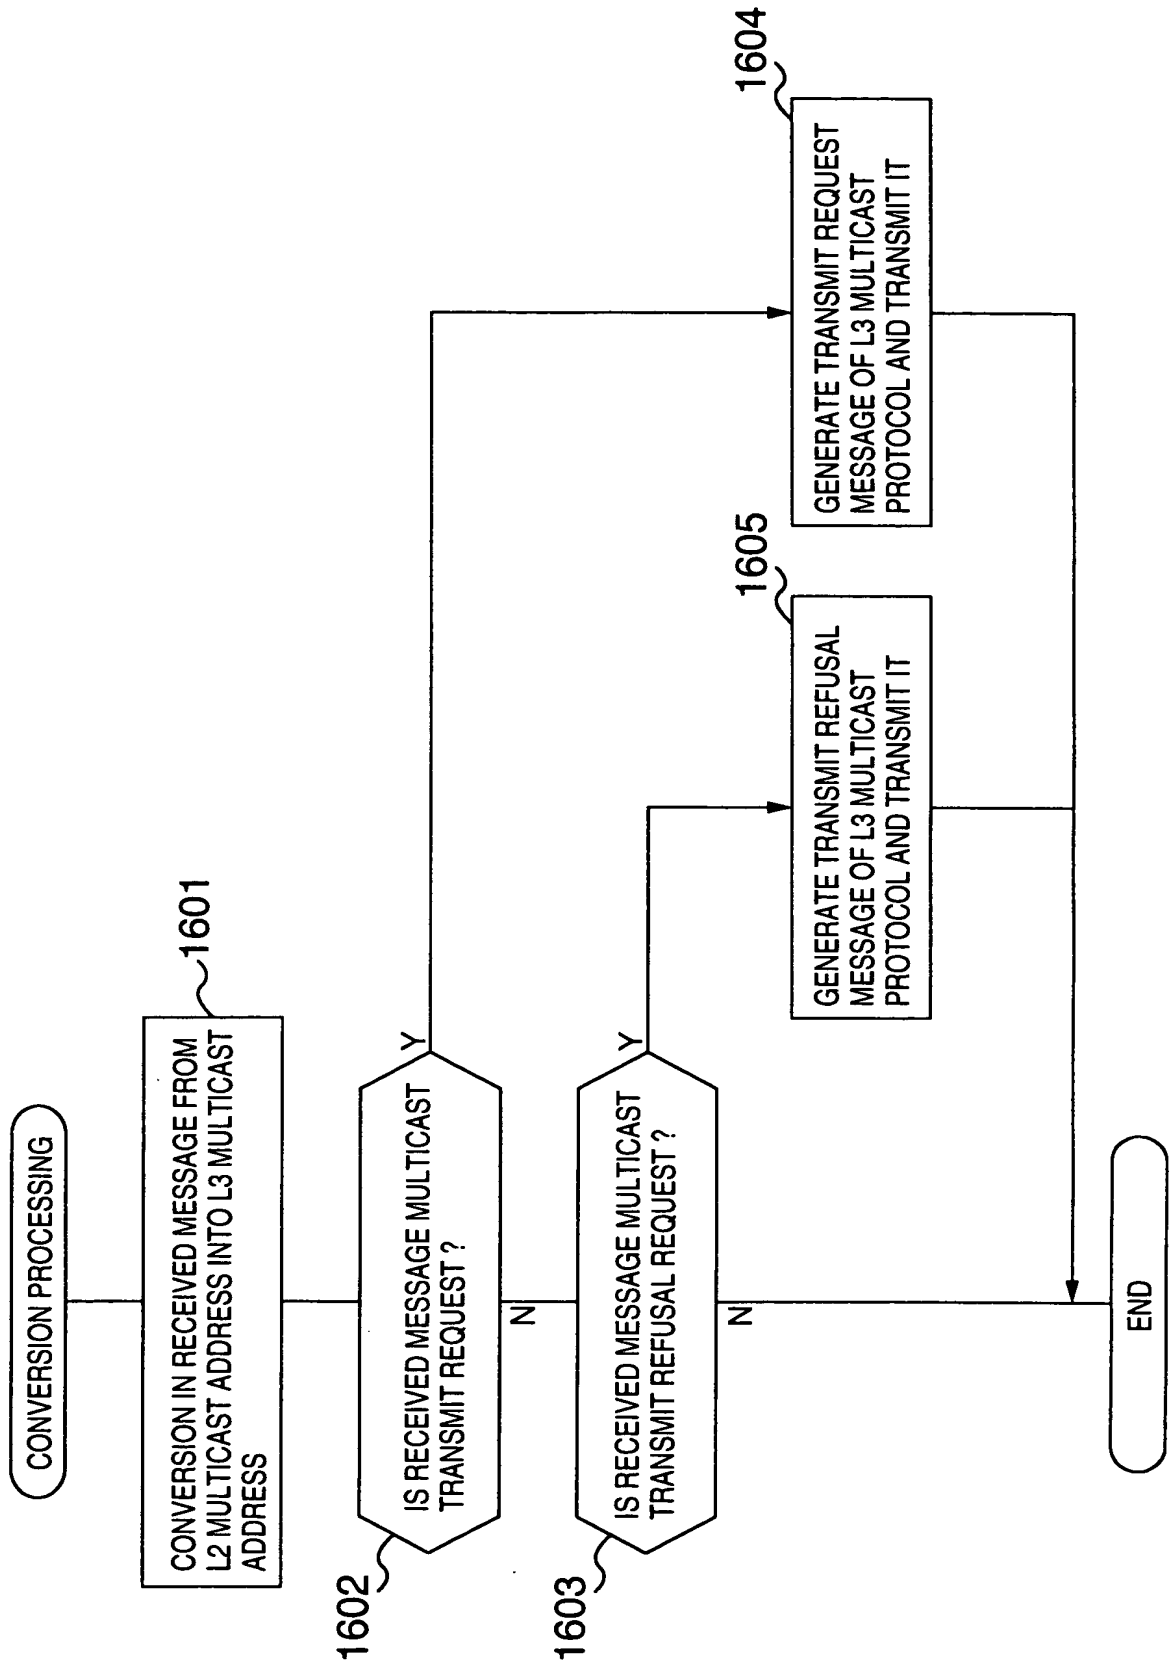 CONVERSION PROCESSING
1601
CONVERSION IN RECEIVED MESSAGE FROM
L2 MULTICAST ADDRESS INTO L3 MULTICAST
ADDRESS
1602
IS RECEIVED MESSAGE MULTICAST
TRANSMIT REQUEST ?
Y
N
1603
IS RECEIVED MESSAGE MULTICAST
TRANSMIT REFUSAL REQUEST ?
Y
N
1605
GENERATE TRANSMIT REFUSAL
MESSAGE OF L3 MULTICAST
PROTOCOL AND TRANSMIT IT
1604
GENERATE TRANSMIT REQUEST
MESSAGE OF L3 MULTICAST
PROTOCOL AND TRANSMIT IT
END